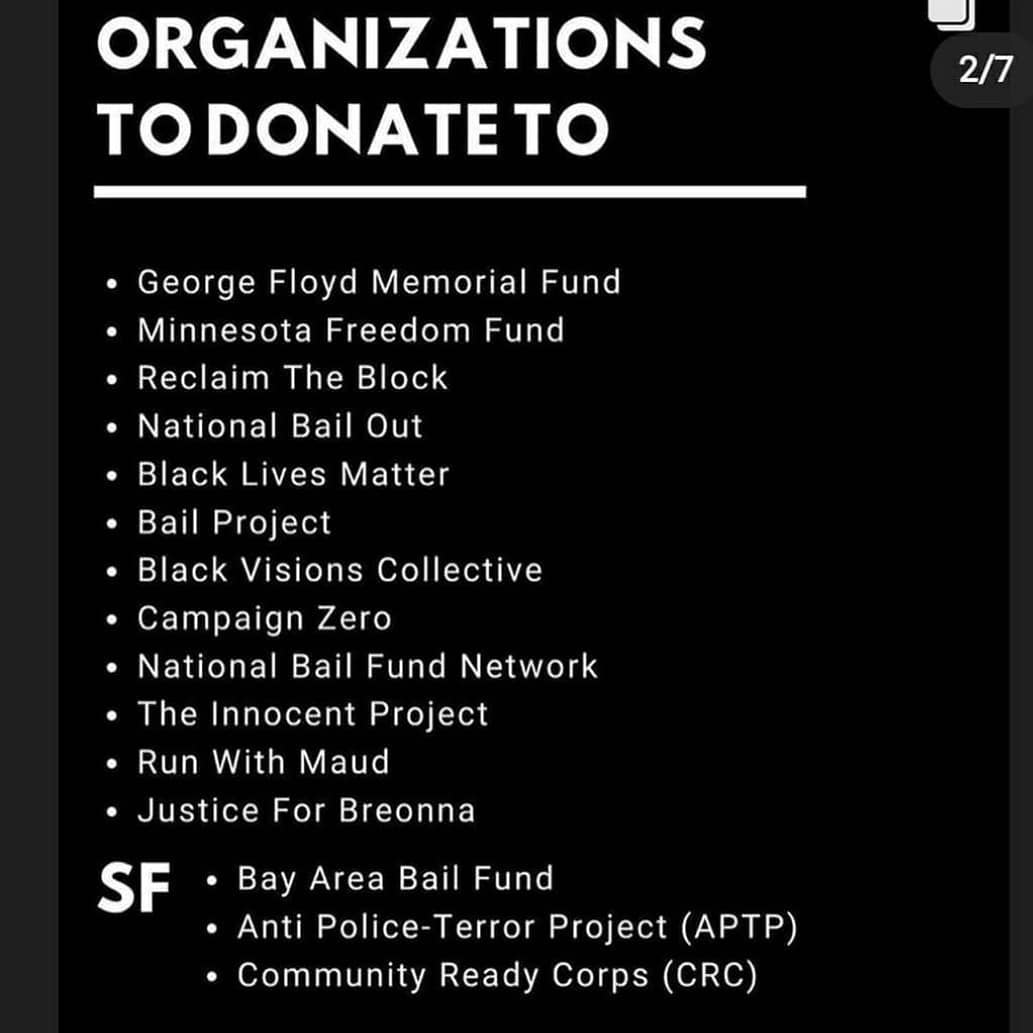 ORGANIZATIONS
2/7
TO DONATE TO
• George Floyd Memorial Fund
• Minnesota Freedom Fund
• Reclaim The Block
• National Bail Out
• Black Lives Matter
• Bail Project
• Black Visions Collective
• Campaign Zero
• National Bail Fund Network
• The Innocent Project
• Run With Maud
• Justice For Breonna
SF
• Bay Area Bail Fund
• Anti Police-Terror Project (APTP)
• Community Ready Corps (CRC)